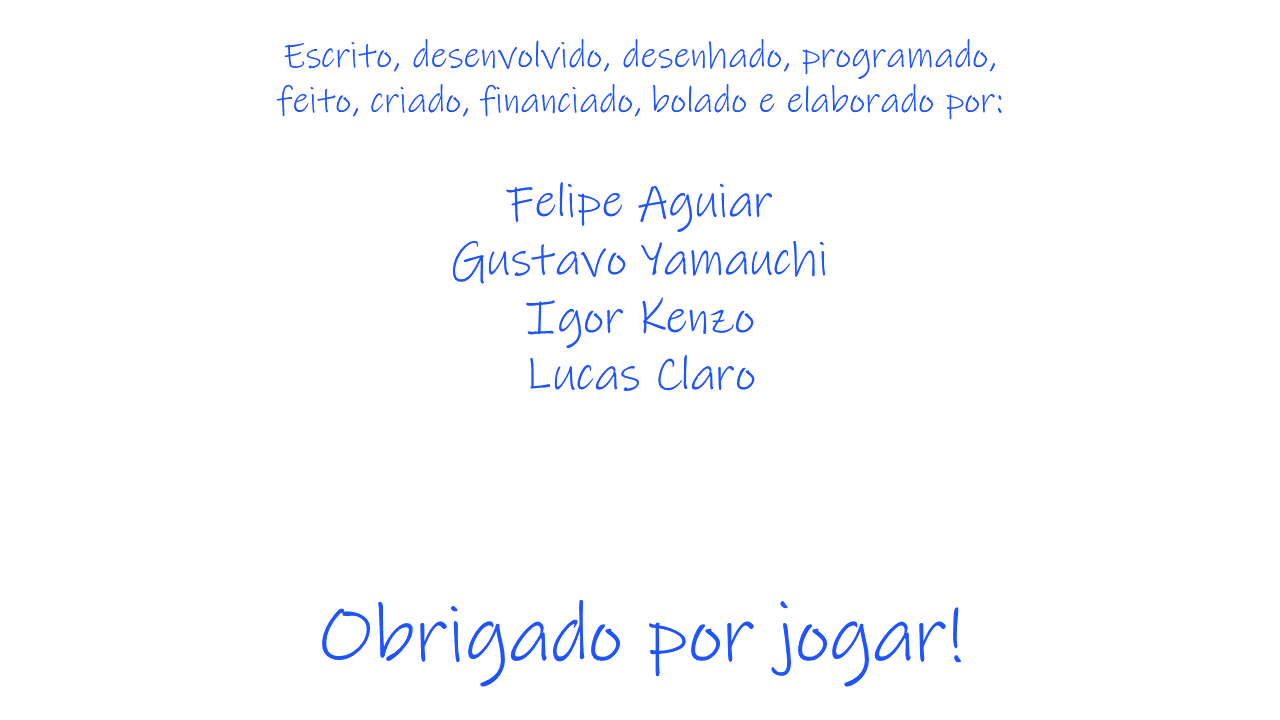 Escrito, desenvolvido, desenhado, programado,
feito, criado, financiado, bolado e elaborado por:
Felipe Aguiar
Gustavo Yamauchi
Igor Kenzo
Lucas Claro
Obrigado por jogar!